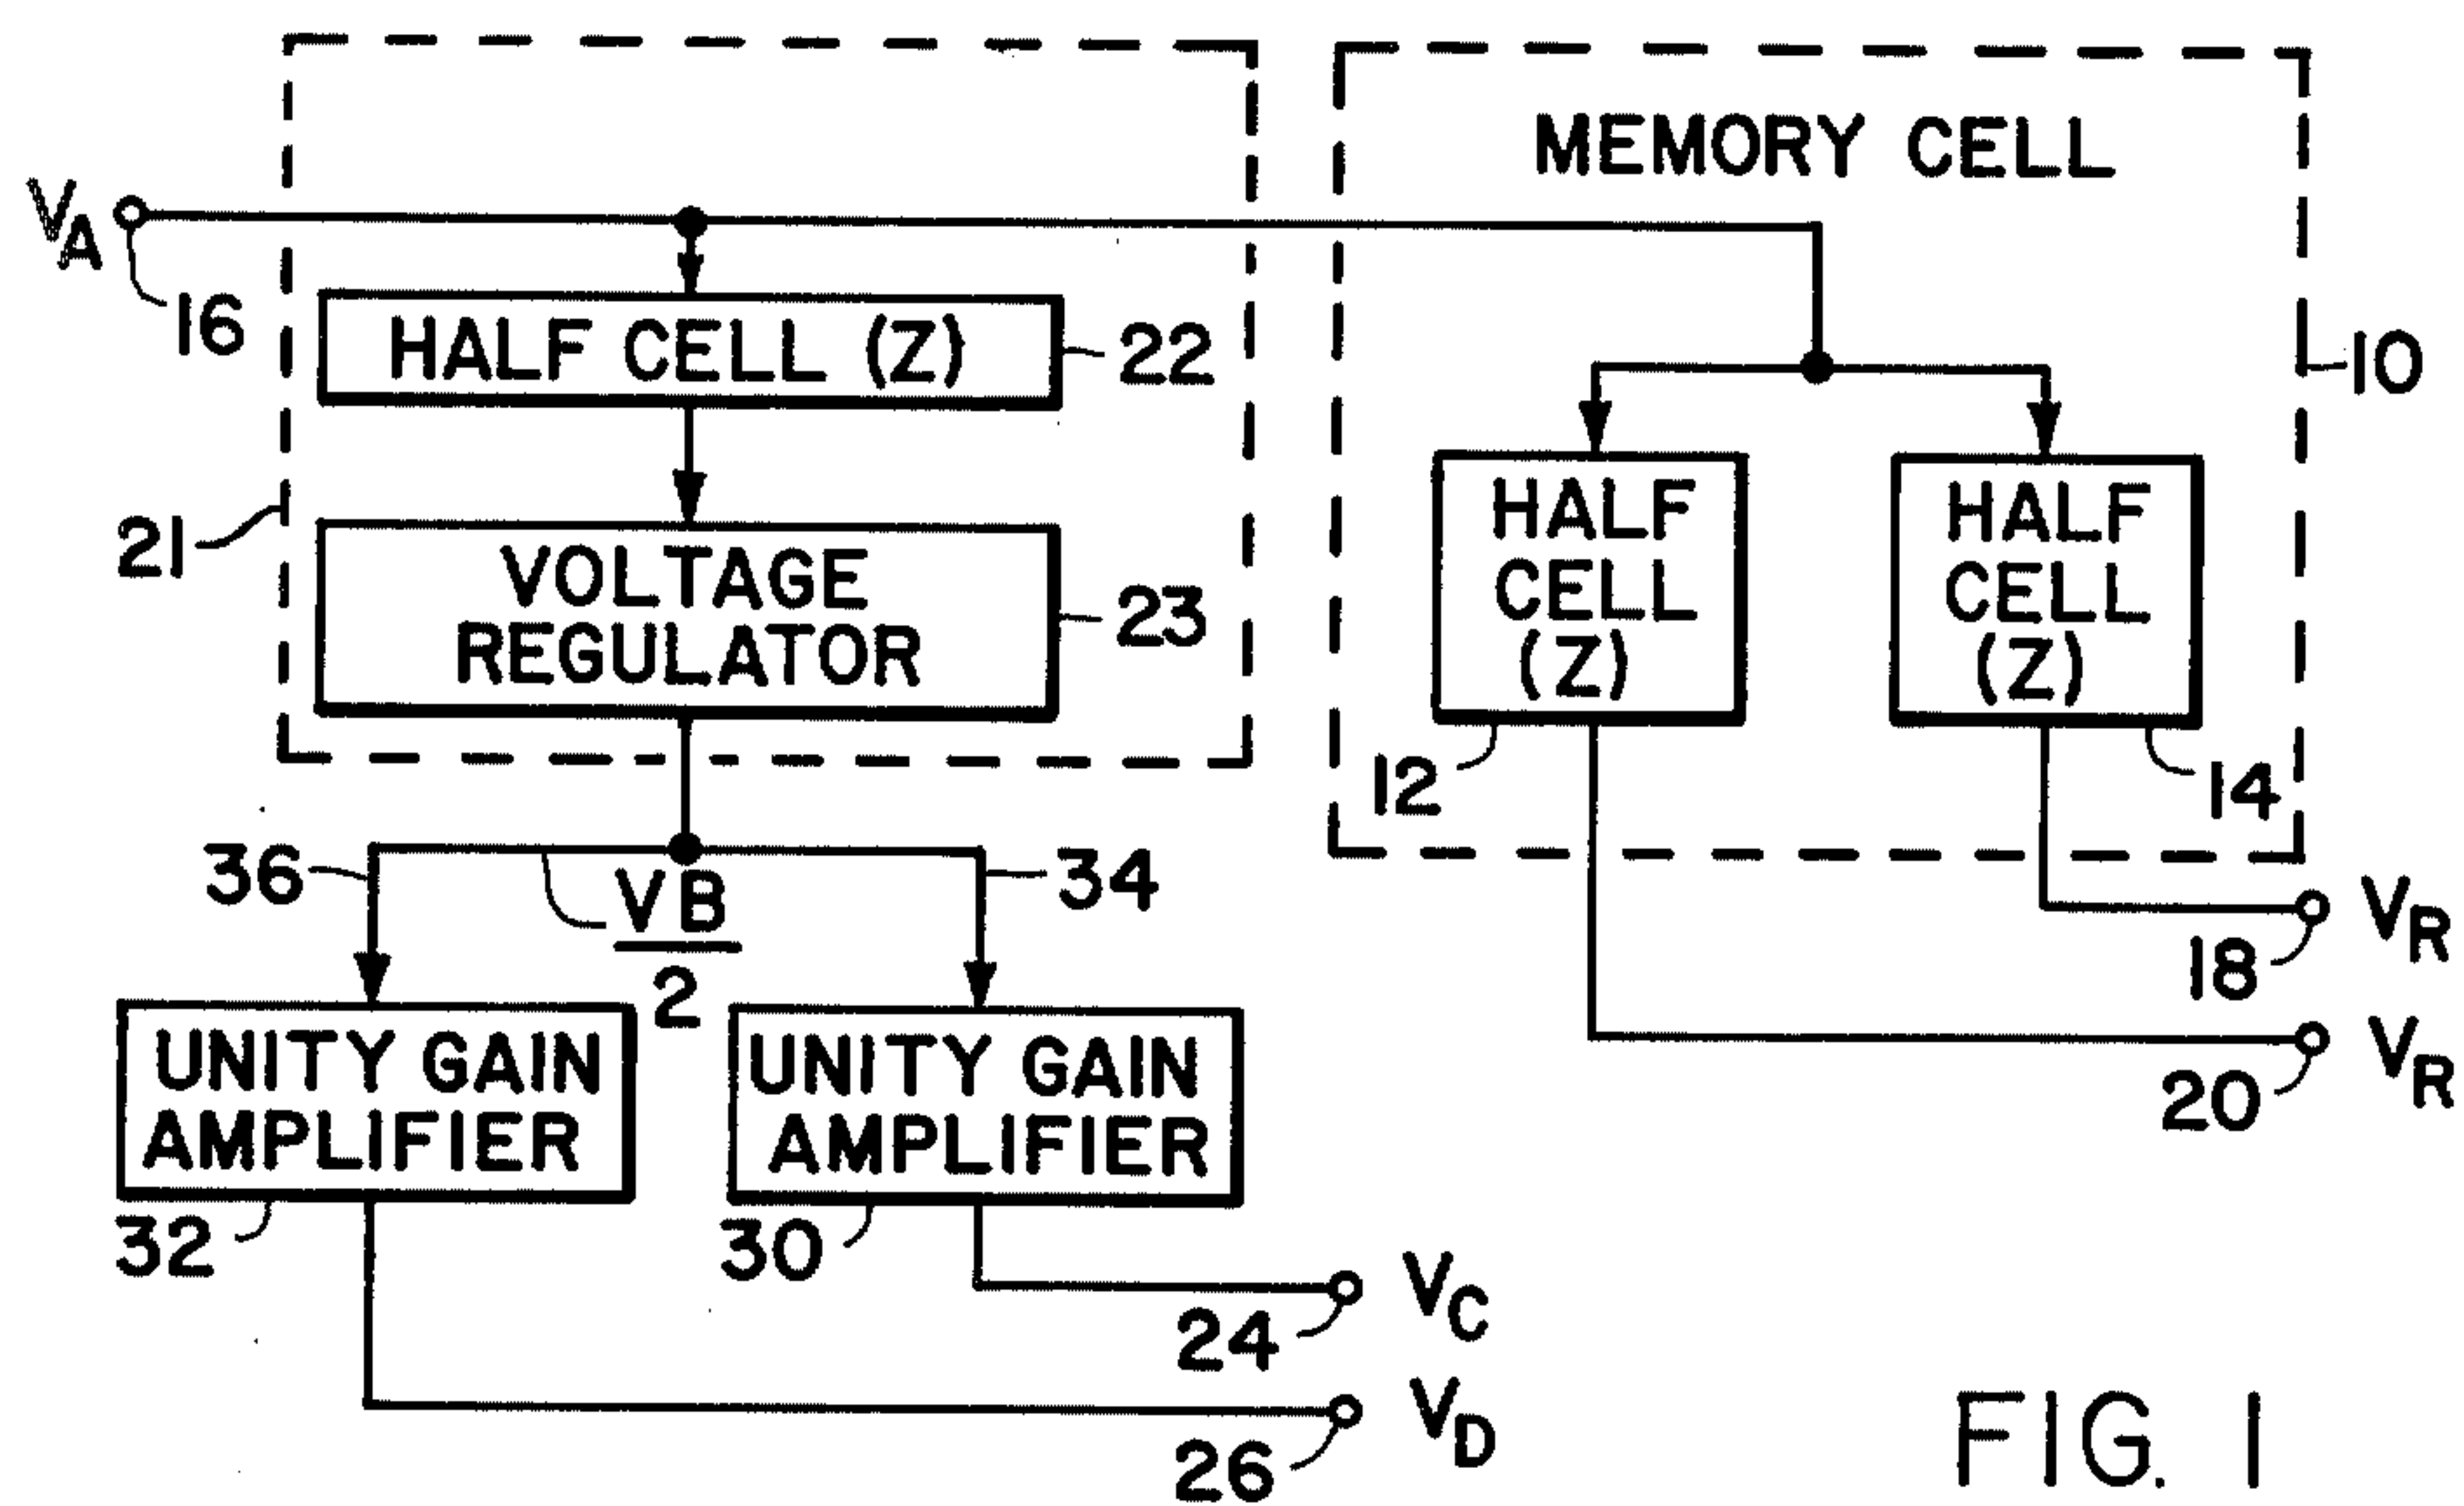 MEMORY CELL
VA
16
HALF CELL (Z)
22
10
21
VOLTAGE
REGULATOR
23
HALF
CELL
(Z)
HALF
CELL
(Z)
12
14
36
VB
2
34
VR
18
VR
20
UNITY GAIN
AMPLIFIER
UNITY GAIN
AMPLIFIER
32
30
VC
24
VD
26
FIG. 1